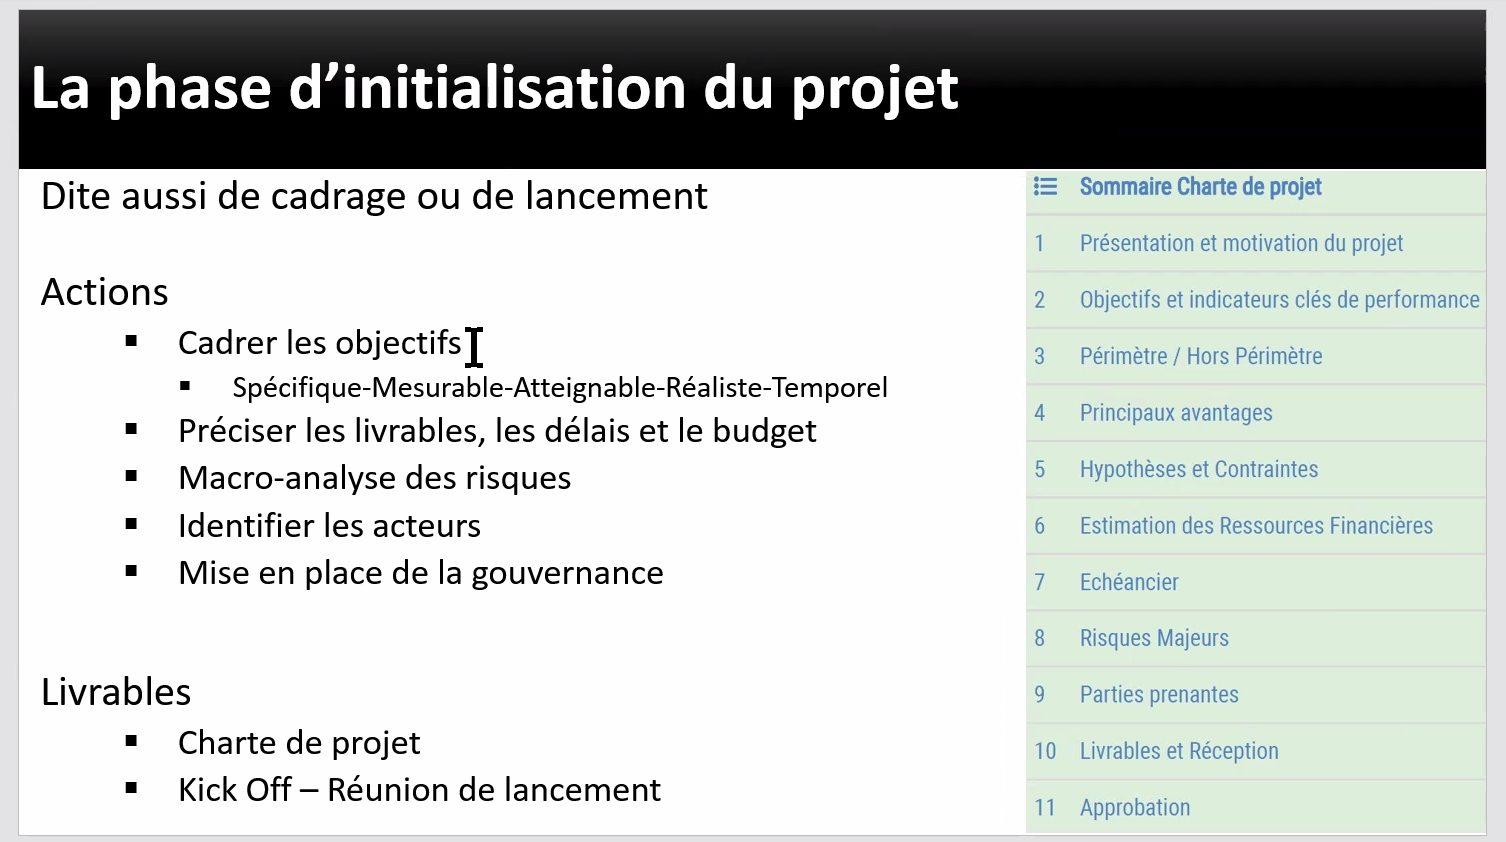 La phase d’initialisation du projet
Dite aussi de cadrage ou de lancement
Actions
▪ Cadrer les objectifs
▪ Spécifique-Mesurable-Atteignable-Réaliste-Temporel
▪ Préciser les livrables, les délais et le budget
▪ Macro-analyse des risques
▪ Identifier les acteurs
▪ Mise en place de la gouvernance
Livrables
▪ Charte de projet
▪ Kick Off – Réunion de lancement
Sommaire Charte de projet
1 Présentation et motivation du projet
2 Objectifs et indicateurs clés de performance
3 Périmètre / Hors Périmètre
4 Principaux avantages
5 Hypothèses et Contraintes
6 Estimation des Ressources Financières
7 Echéancier
8 Risques Majeurs
9 Parties prenantes
10 Livrables et Réception
11 Approbation